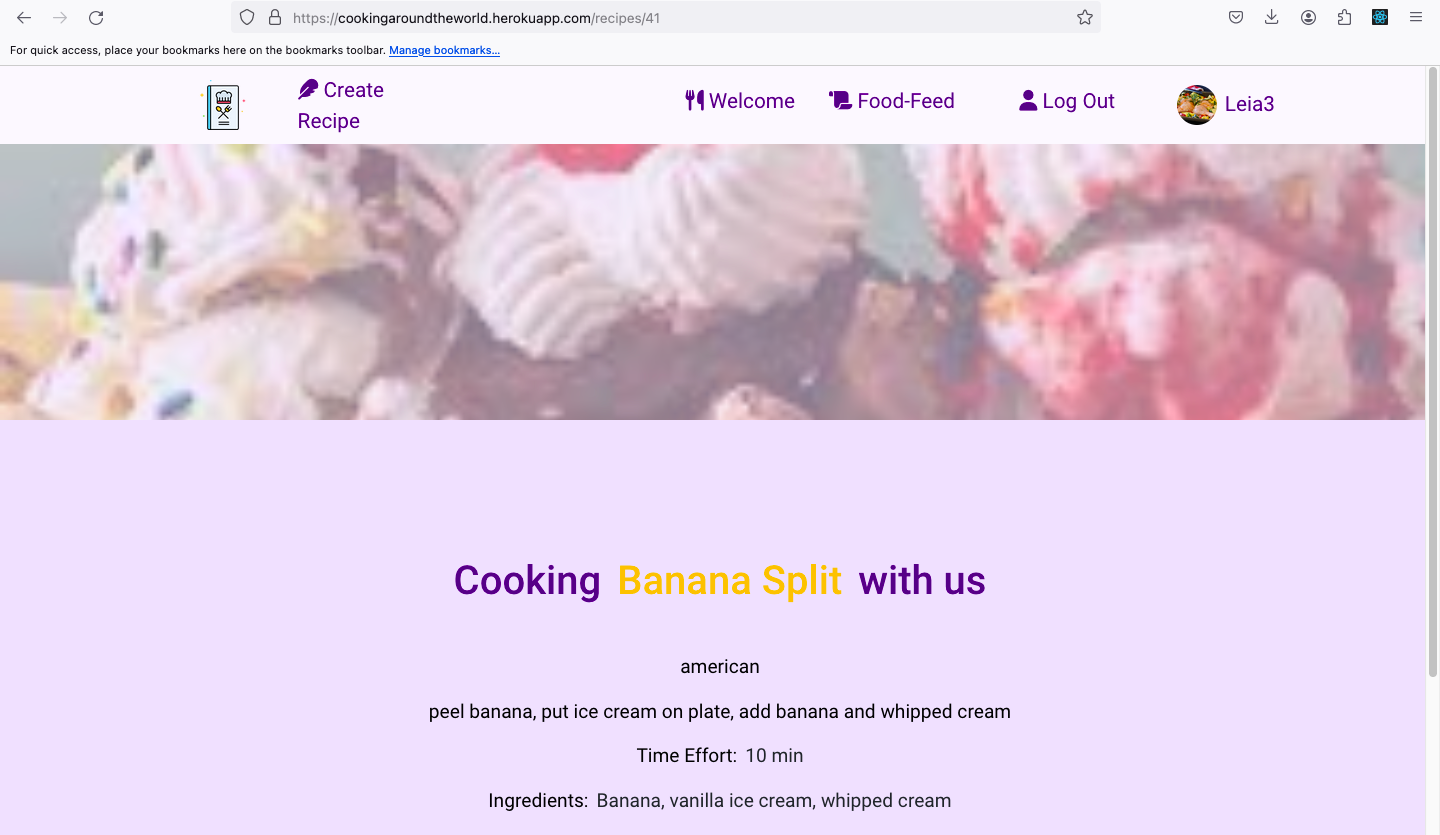 https://cookingaroundtheworld.herokuapp.com/recipes/41
For quick access, place your bookmarks here on the bookmarks toolbar. Manage bookmarks...
Create
Recipe
Welcome
Food-Feed
Log Out
Leia3
Cooking Banana Split with us
american
peel banana, put ice cream on plate, add banana and whipped cream
Time Effort: 10 min
Ingredients: Banana, vanilla ice cream, whipped cream